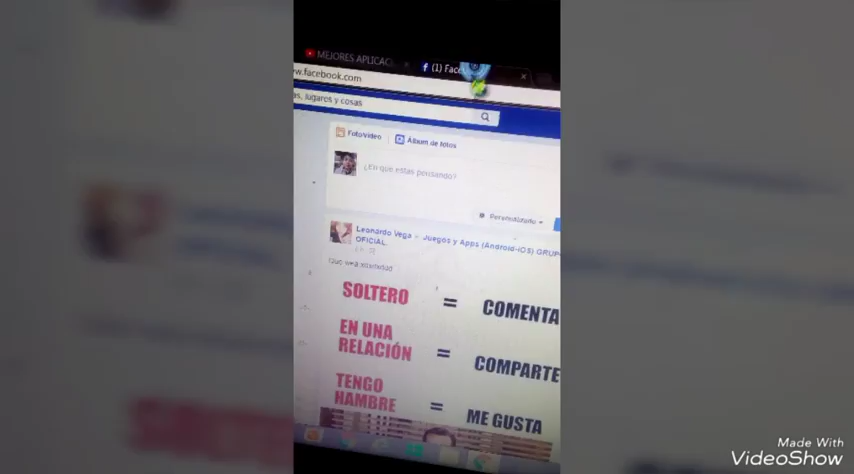 MEJORES APLICAC
(1) Face
w.facebook.com
as, lugares y cosas
Foto/video
Álbum de fotos
¿En qué estás pensando?
Personalizado
Leonardo Vega
Juegos y Apps (Android-iOS) GRUP
OFICIAL
SOLTERO = COMENTA
EN UNA
RELACIÓN = COMPARTE
TENGO
HAMBRE = ME GUSTA
Made With
VideoShow